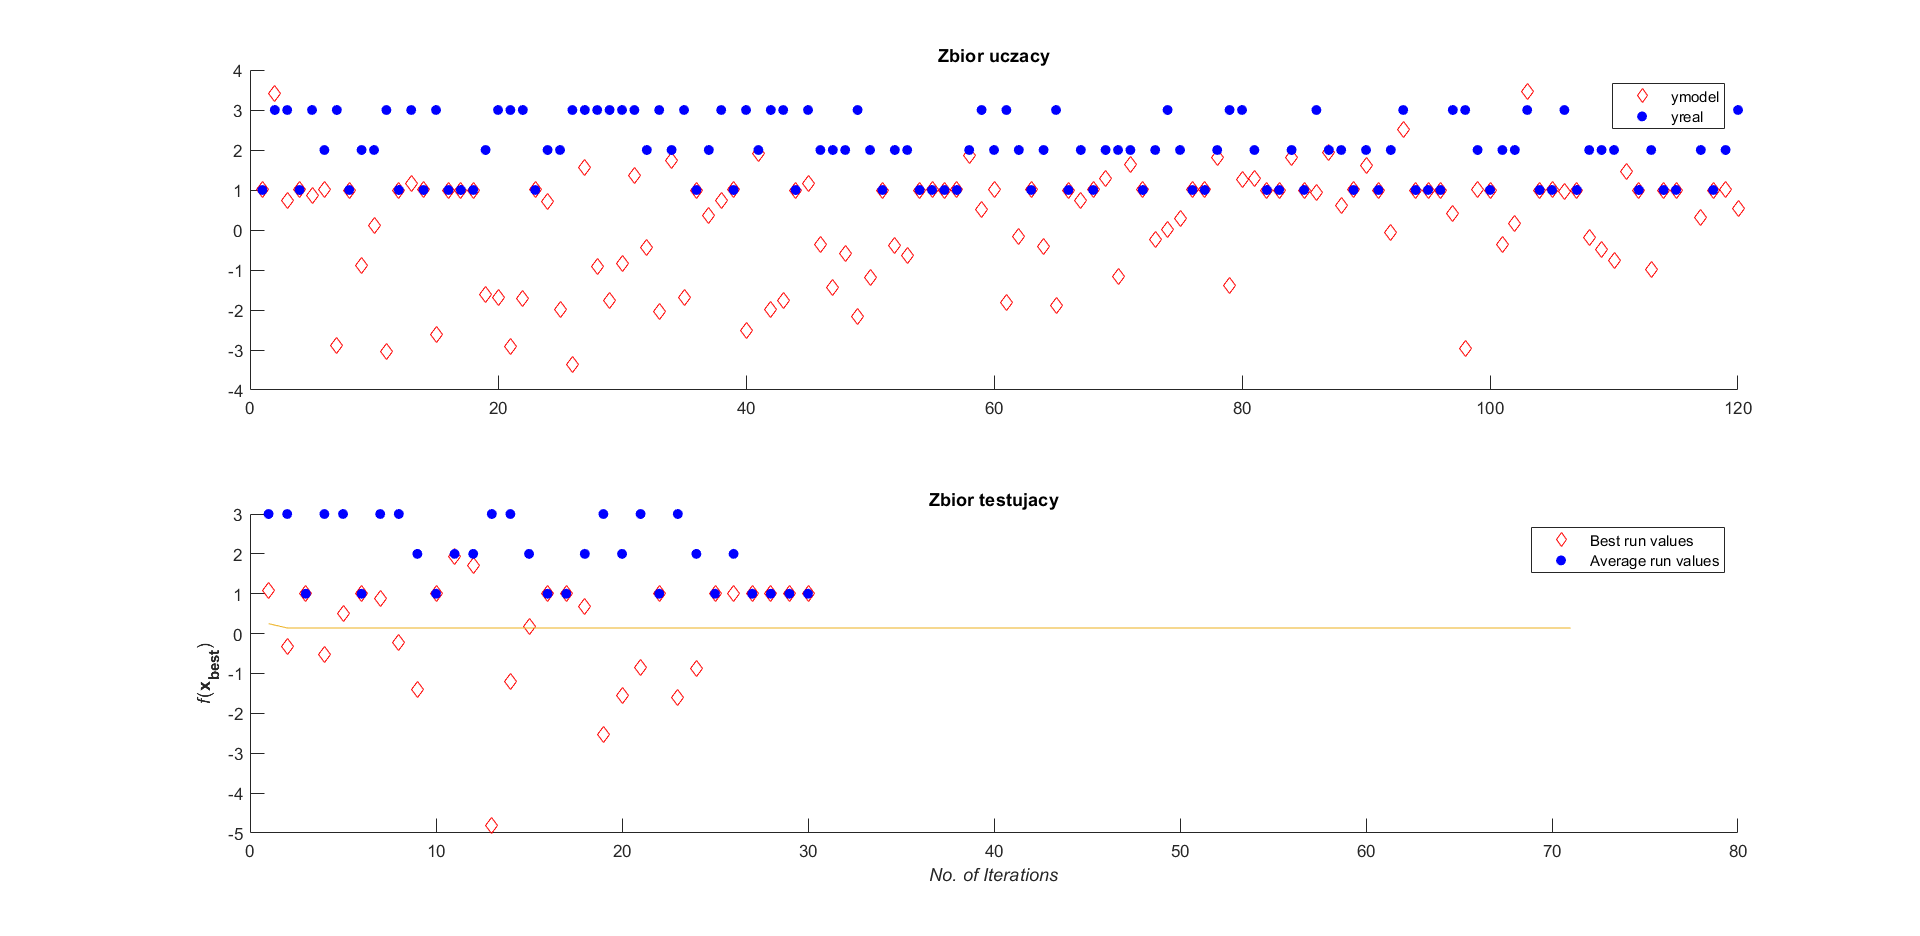 Zbior uczacy
4
3
2
1
0
-1
-2
-3
-4
0 20 40 60 80 100 120
ymodel
yreal
Zbior testujacy
3
2
1
0
-1
-2
-3
-4
-5
f(x_best)
0 10 20 30 40 50 60 70 80
No. of Iterations
Best run values
Average run values